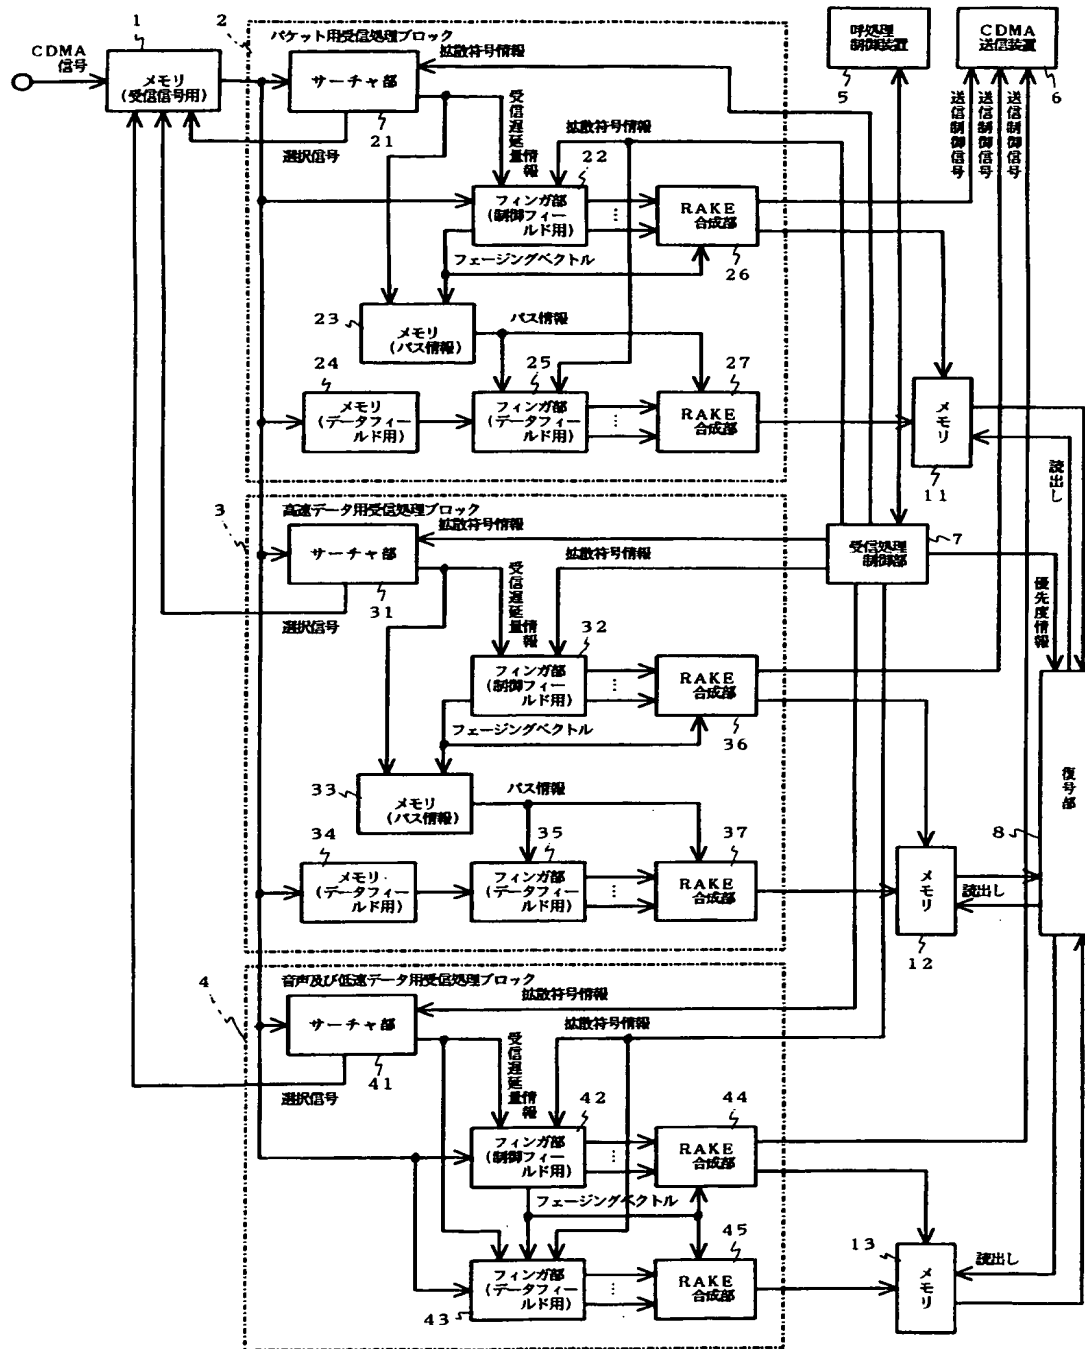 1
2
パケット用受信処理ブロック
呼処理
制御装置
CDMA
送信装置
CDMA
信号
メモリ
(受信信号用)
サーチャ部
拡散符号情報
5
6
21
選択信号
受信遅延量情報
拡散符号情報
送信制御信号
送信制御信号
送信制御信号
22
フィンガ部
(制御フィー
ルド用)
…
RAKE
合成部
26
フェージングベクトル
23
メモリ
(パス情報)
パス情報
24
メモリ
(データフィー
ルド用)
25
フィンガ部
(データフィー
ルド用)
…
27
RAKE
合成部
メモリ
11
読出し
3
高速データ用受信処理ブロック
サーチャ部
拡散符号情報
31
選択信号
受信遅延量情報
拡散符号情報
受信処理
制御部
7
優先度情報
32
フィンガ部
(制御フィー
ルド用)
…
RAKE
合成部
36
フェージングベクトル
33
メモリ
(パス情報)
パス情報
34
メモリ
(データフィー
ルド用)
35
フィンガ部
(データフィー
ルド用)
…
37
RAKE
合成部
メモリ
12
読出し
8
復号部
4
音声及び低速データ用受信処理ブロック
サーチャ部
拡散符号情報
41
選択信号
受信遅延量情報
拡散符号情報
42
フィンガ部
(制御フィー
ルド用)
…
44
RAKE
合成部
フェージングベクトル
43
フィンガ部
(データフィー
ルド用)
…
45
RAKE
合成部
13
メモリ
読出し